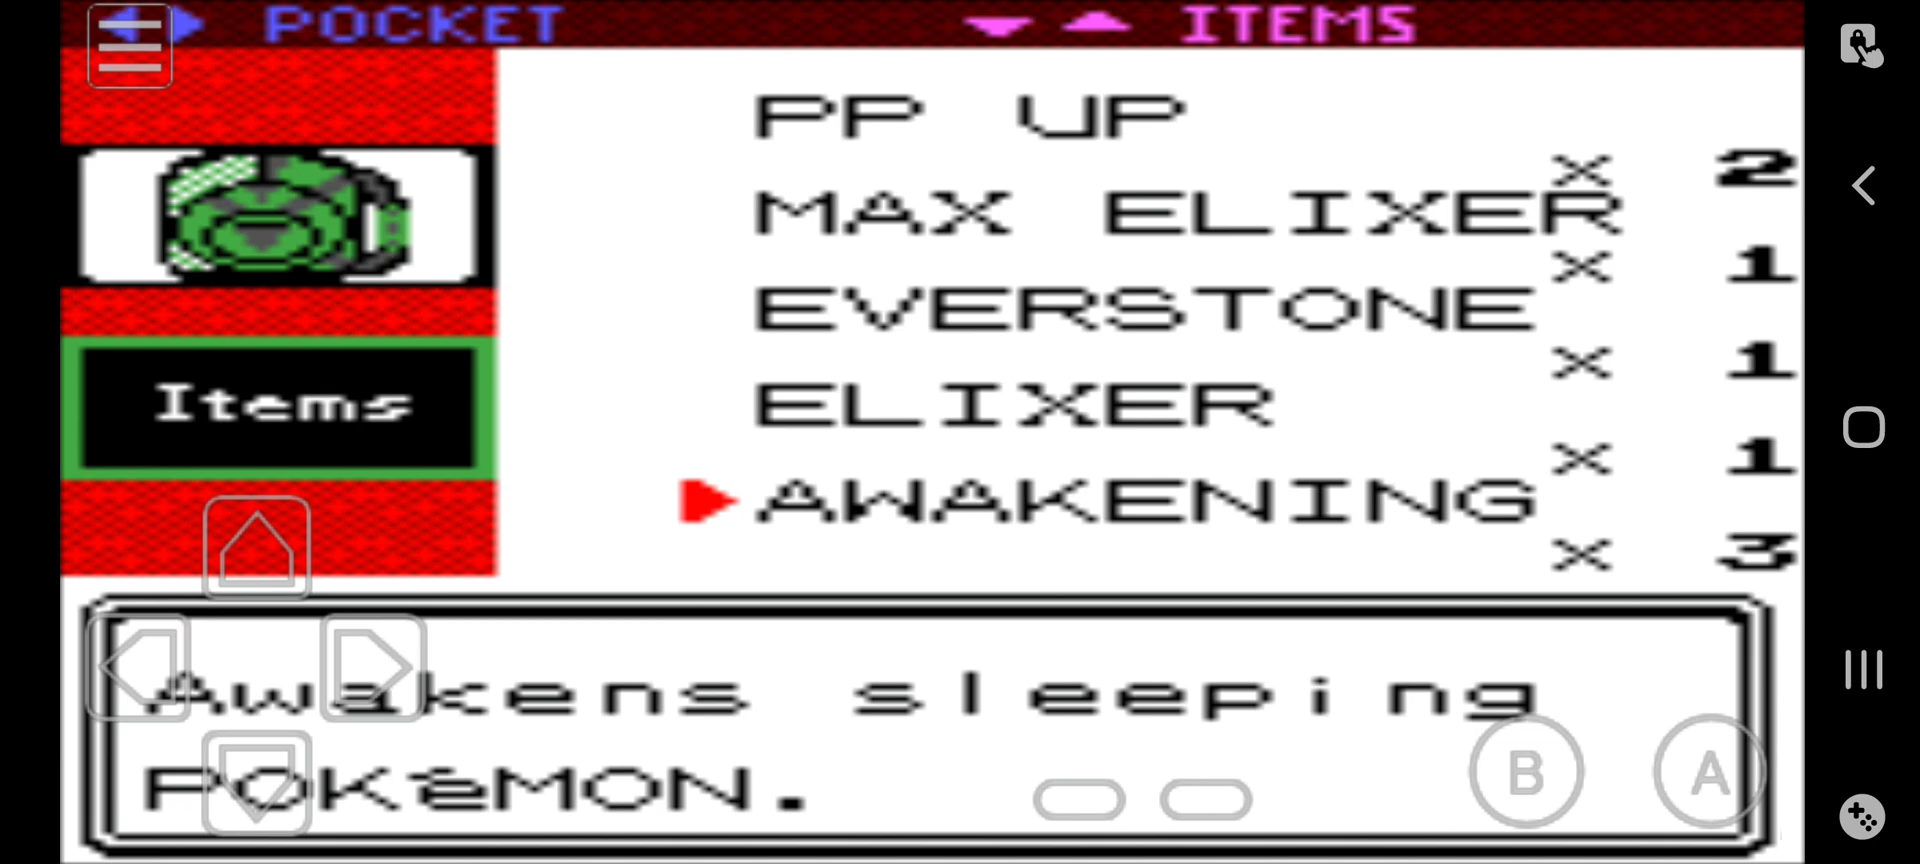 POCKET ITEMS
PP UP
× 2
MAX ELIXER
× 1
EVERSTONE
× 1
Items
ELIXER
× 1
AWAKENING
× 3
Awakens sleeping
POKéMON.
B A